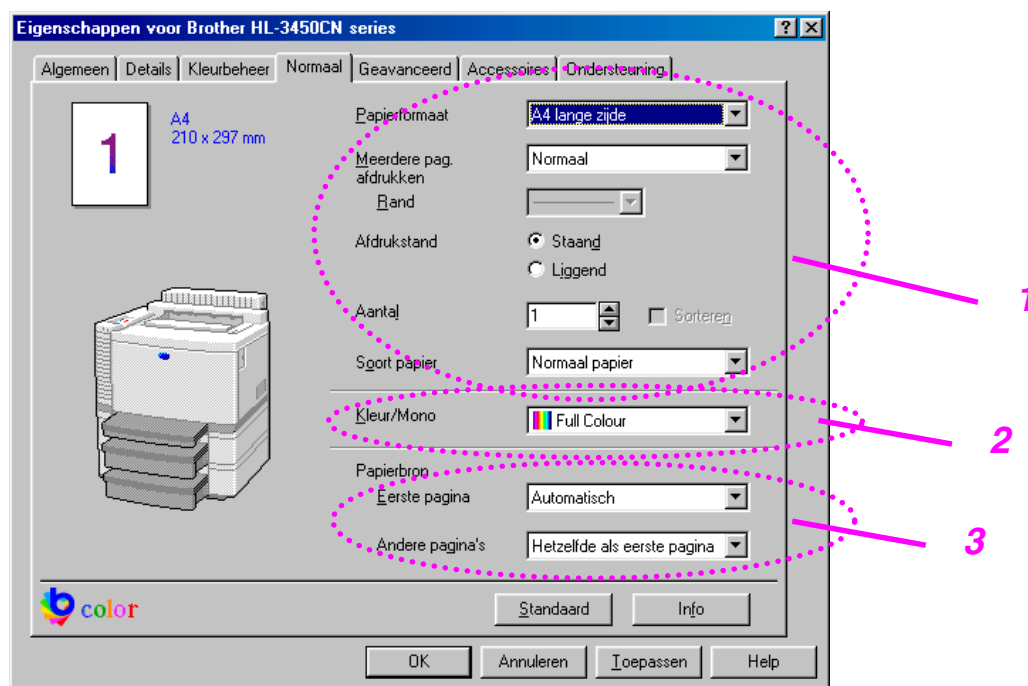 Eigenschappen voor Brother HL-3450CN series
Algemeen Details Kleurbeheer Normaal Geavanceerd Accessoires Ondersteuning
1
A4
210 x 297 mm
Papierformaat A4 lange zijde
Meerdere pag. afdrukken Normaal
Rand
Afdrukstand Staand
Liggend
1
Aantal 1 Sorteren
Soort papier Normaal papier
Kleur/Mono Full Colour
2
Papierbron
Eerste pagina Automatisch
Andere pagina's Hetzelfde als eerste pagina
3
b color
Standaard Info
OK Annuleren Toepassen Help